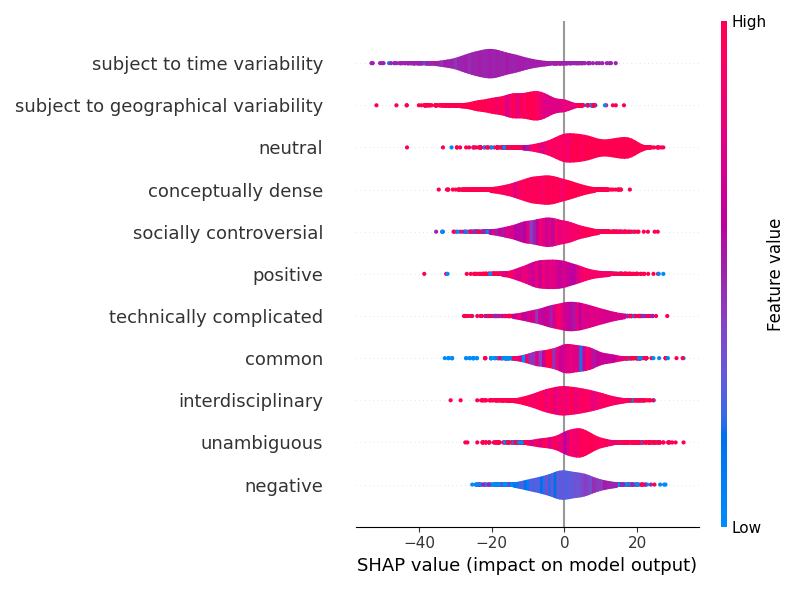 High
subject to time variability
subject to geographical variability
neutral
conceptually dense
socially controversial
positive
technically complicated
common
interdisciplinary
unambiguous
negative
Feature value
Low
−40 −20 0 20
SHAP value (impact on model output)